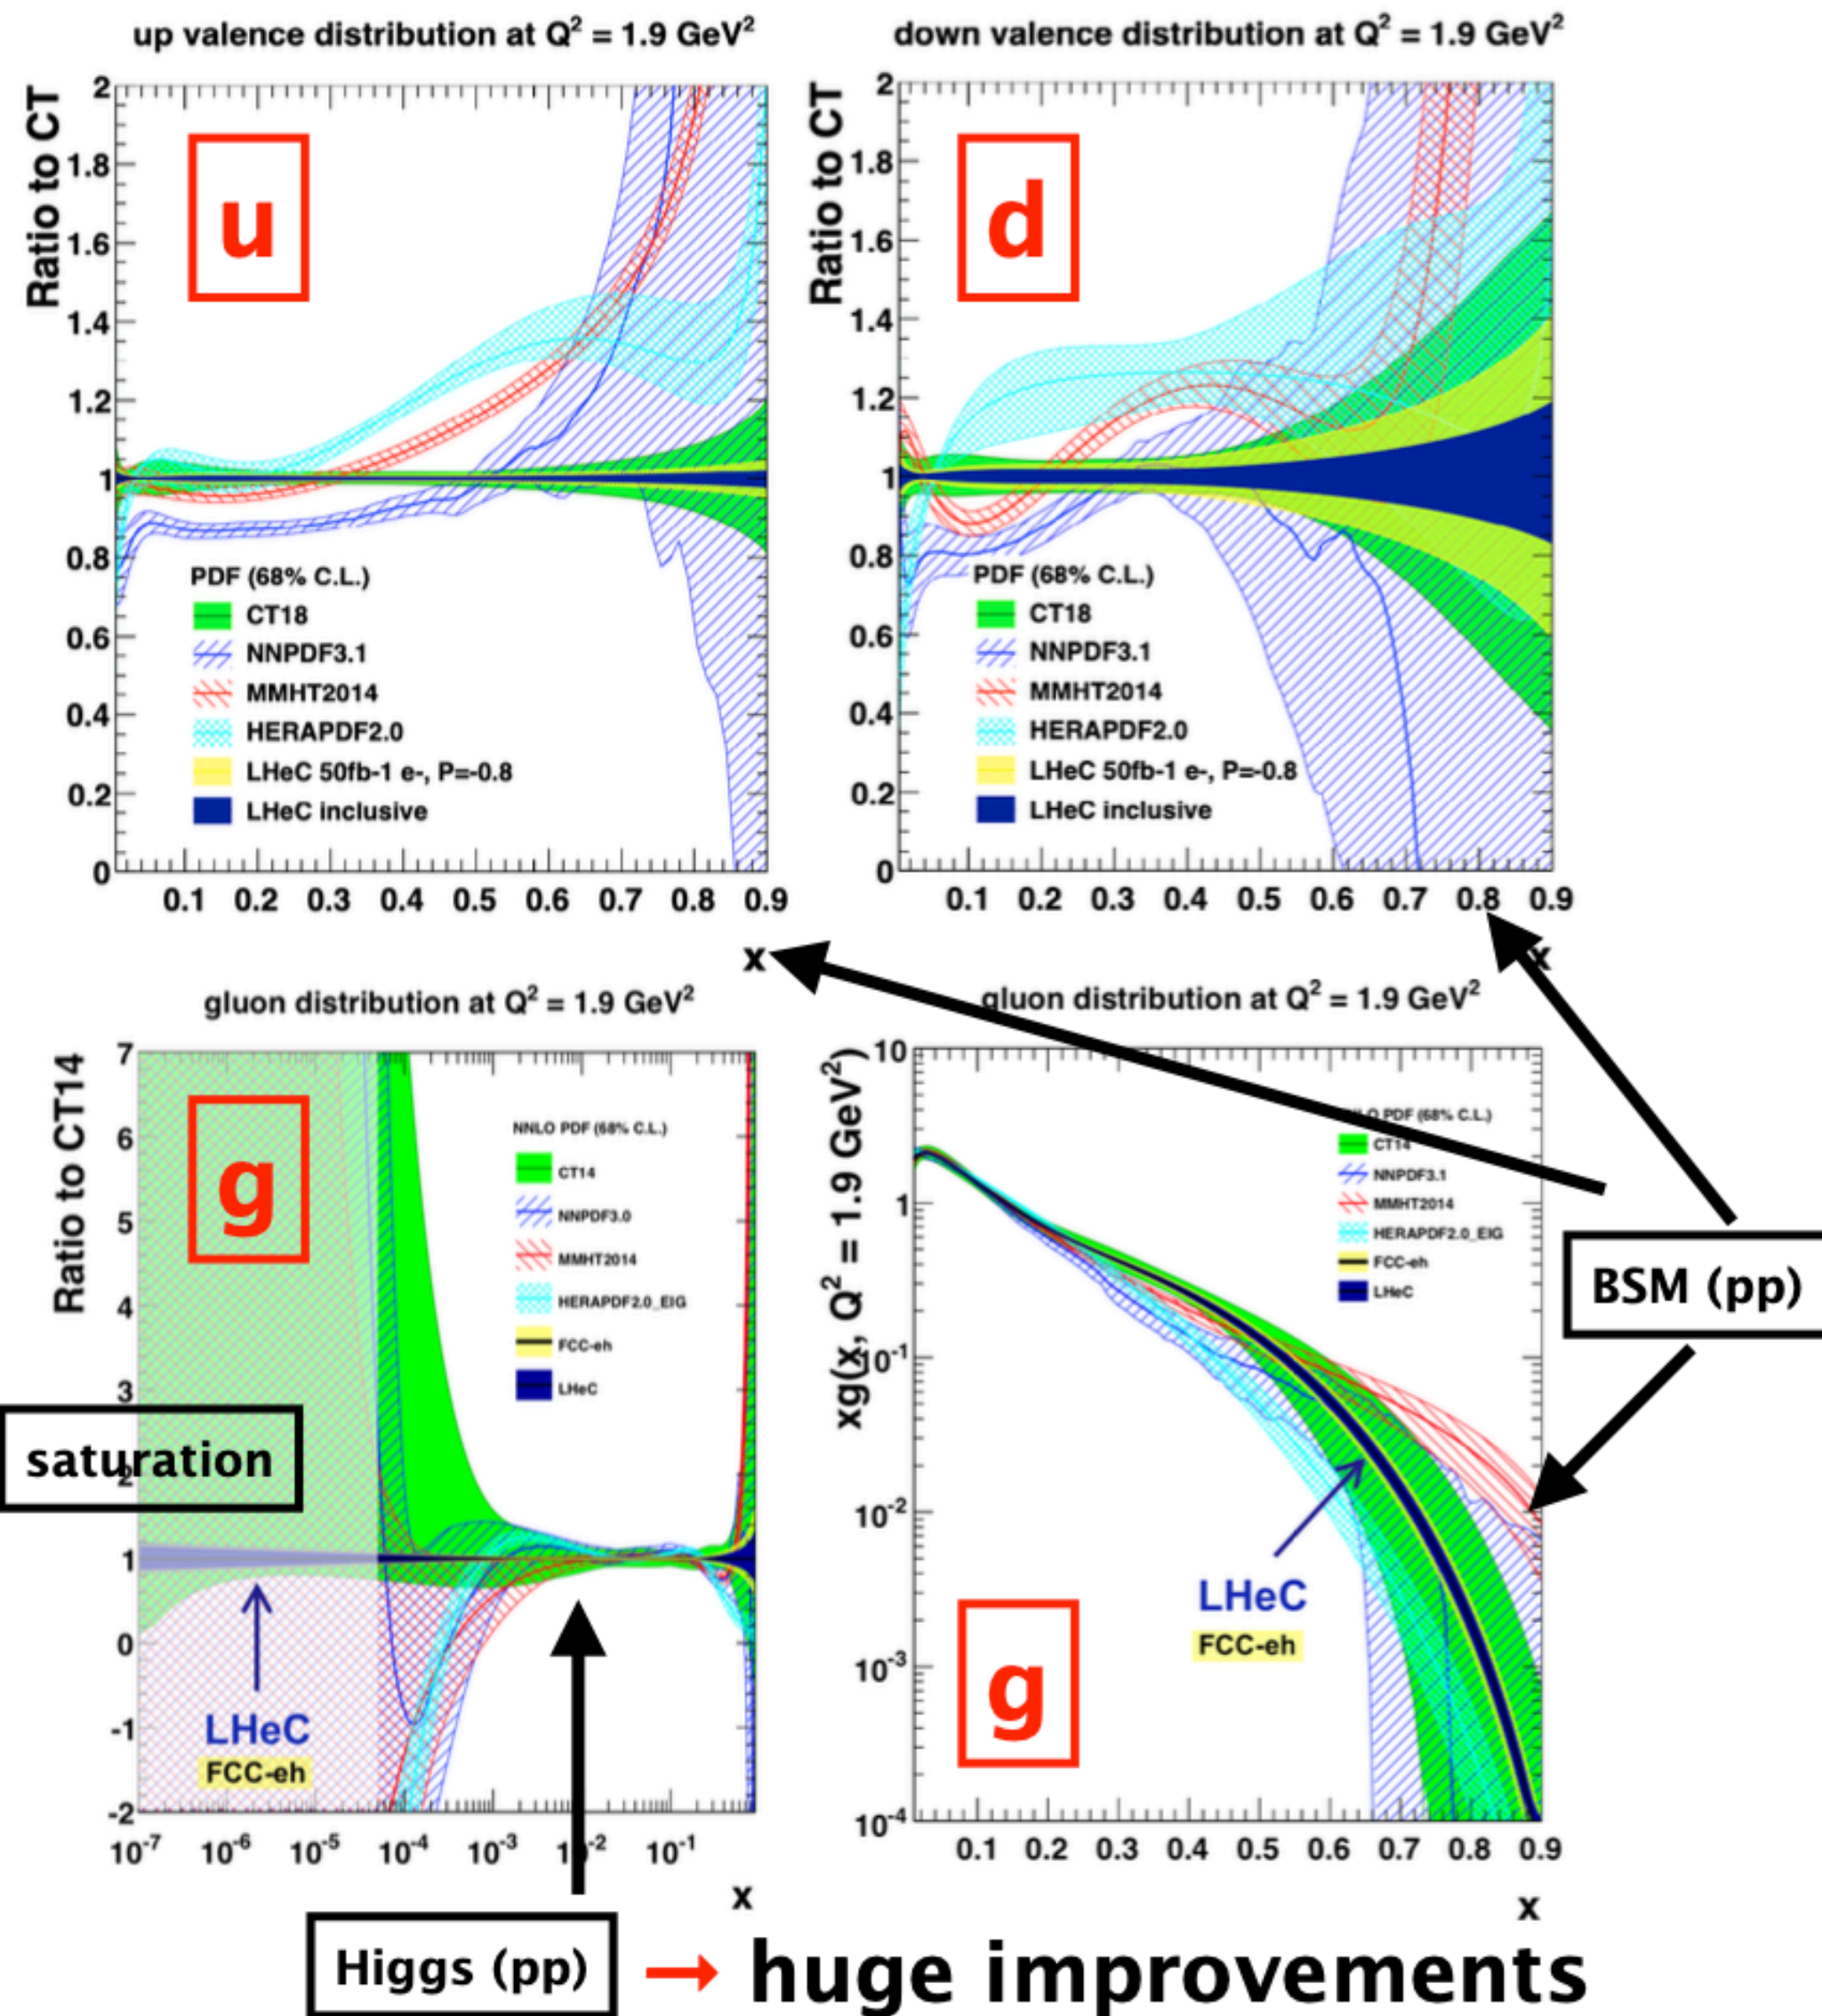 up valence distribution at Q² = 1.9 GeV²
Ratio to CT
2
1.8
1.6
1.4
1.2
1
0.8
0.6
0.4
0.2
0
u
PDF (68% C.L.)
CT18
NNPDF3.1
MMHT2014
HERAPDF2.0
LHeC 50fb-1 e-, P=-0.8
LHeC inclusive
0.1 0.2 0.3 0.4 0.5 0.6 0.7 0.8 0.9
x
down valence distribution at Q² = 1.9 GeV²
Ratio to CT
2
1.8
1.6
1.4
1.2
1
0.8
0.6
0.4
0.2
0
d
PDF (68% C.L.)
CT18
NNPDF3.1
MMHT2014
HERAPDF2.0
LHeC 50fb-1 e-, P=-0.8
LHeC inclusive
0.1 0.2 0.3 0.4 0.5 0.6 0.7 0.8 0.9
x
gluon distribution at Q² = 1.9 GeV²
Ratio to CT14
7
6
5
4
3
2
1
0
-1
-2
g
NNLO PDF (68% C.L.)
CT14
NNPDF3.0
MMHT2014
HERAPDF2.0_EIG
FCC-eh
LHeC
saturation
LHeC
FCC-eh
10⁻⁷ 10⁻⁶ 10⁻⁵ 10⁻⁴ 10⁻³ 10⁻² 10⁻¹
x
gluon distribution at Q² = 1.9 GeV²
xg(x, Q² = 1.9 GeV²)
10
1
10⁻¹
10⁻²
10⁻³
10⁻⁴
PDF (68% C.L.)
CT14
NNPDF3.1
MMHT2014
HERAPDF2.0_EIG
FCC-eh
LHeC
BSM (pp)
LHeC
FCC-eh
g
0.1 0.2 0.3 0.4 0.5 0.6 0.7 0.8 0.9
x
Higgs (pp) → huge improvements